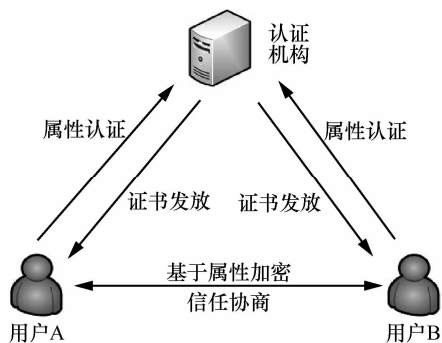 认证
机构
属性认证
属性认证
证书发放
证书发放
基于属性加密
信任协商
用户A
用户B